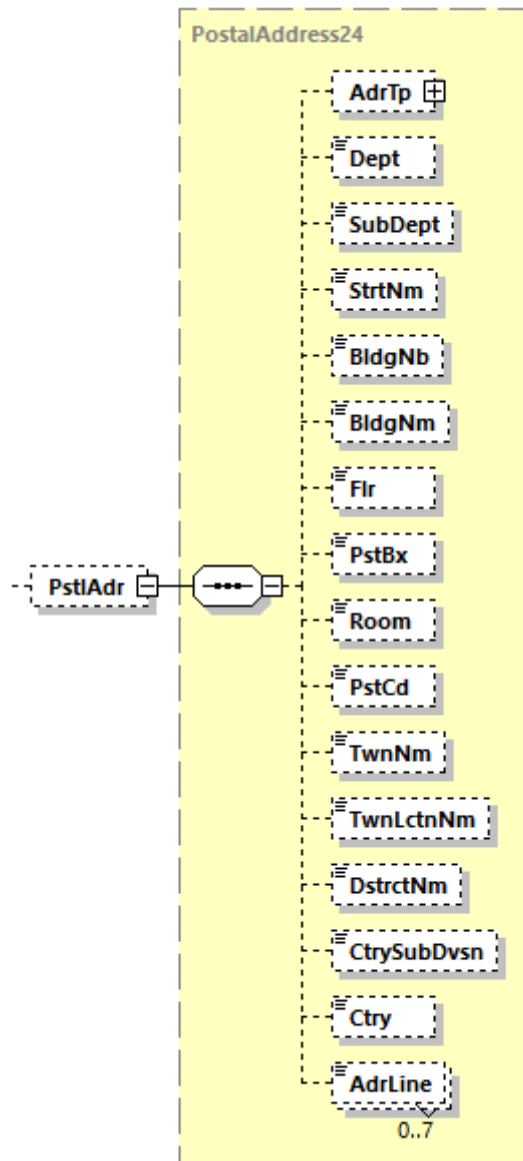 PostalAddress24
AdrTp
Dept
SubDept
StrtNm
BldgNb
BldgNm
Flr
PstBx
PstlAdr
Room
PstCd
TwnNm
TwnLctnNm
DstrctNm
CtrySubDvsn
Ctry
AdrLine
0..7